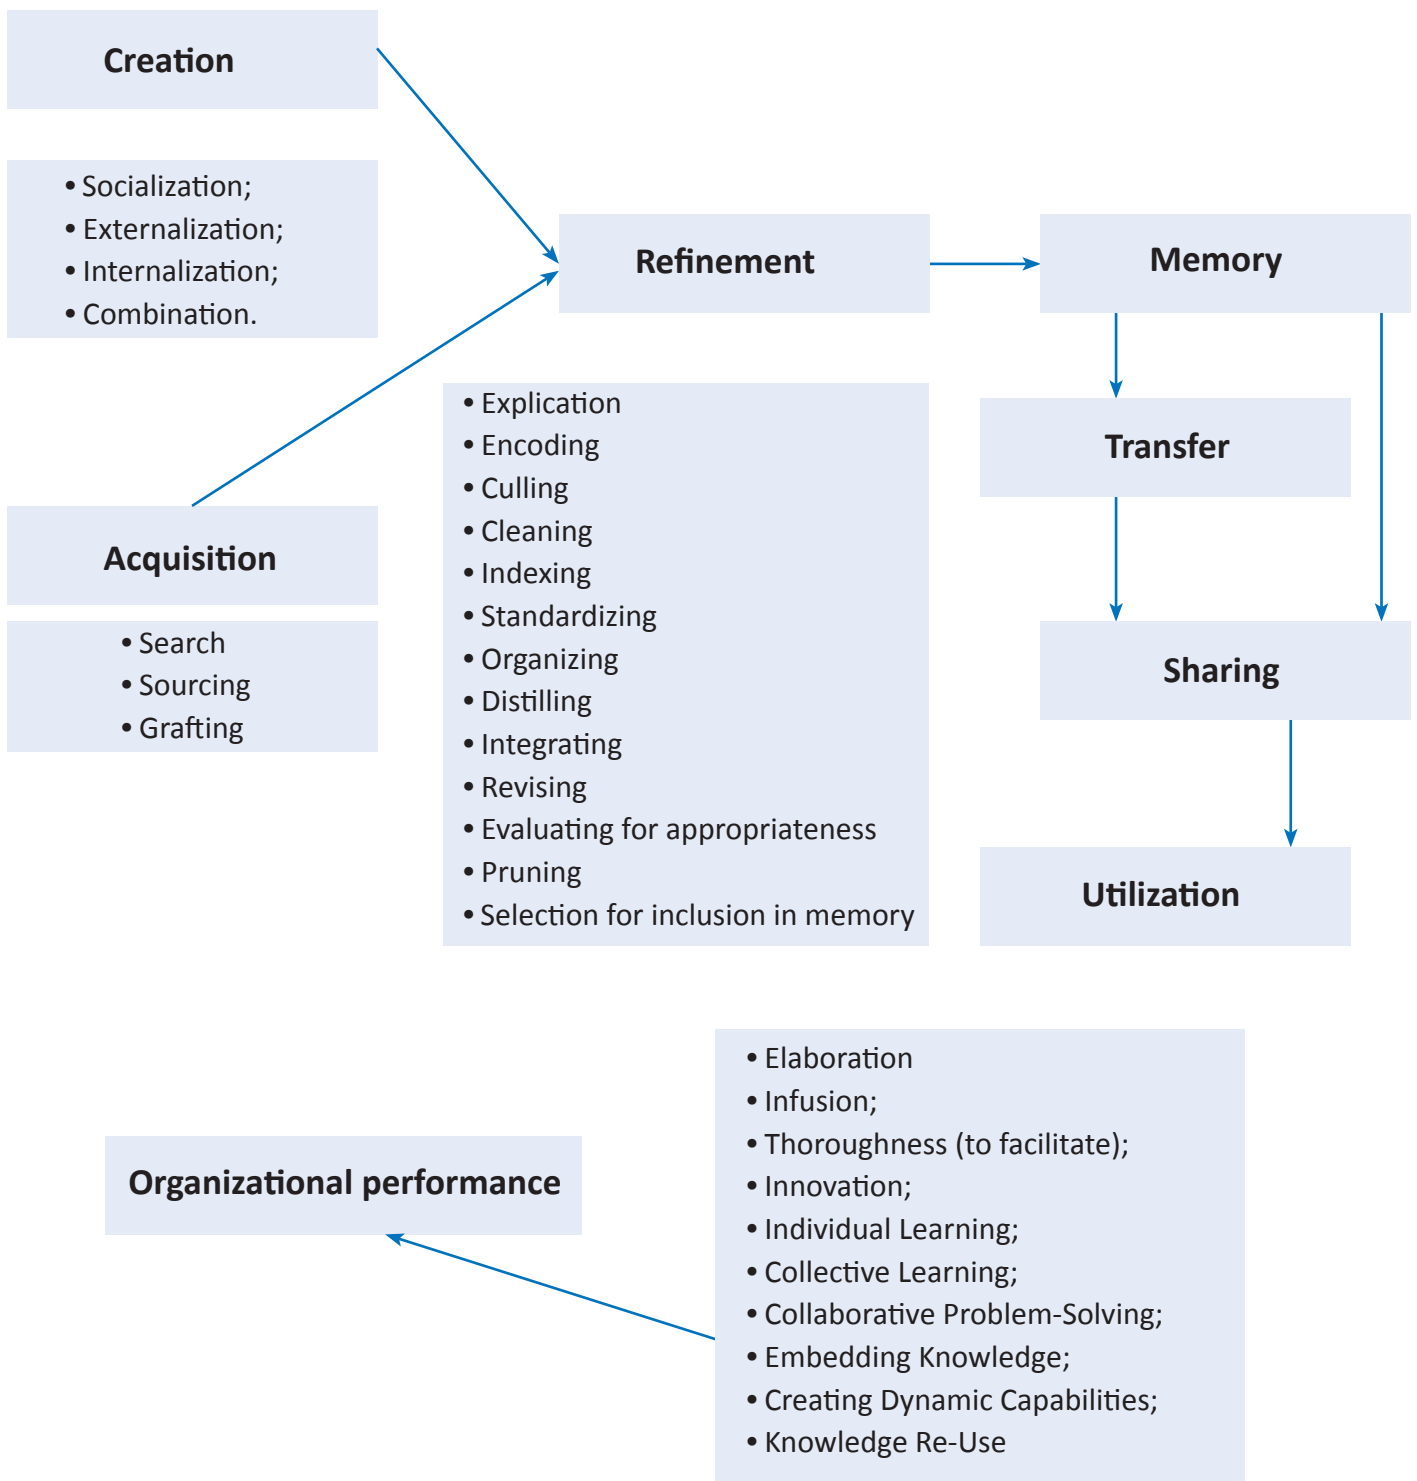 Creation
• Socialization;
• Externalization;
• Internalization;
• Combination.
Refinement
Memory
• Explication
• Encoding
• Culling
• Cleaning
• Indexing
• Standardizing
• Organizing
• Distilling
• Integrating
• Revising
• Evaluating for appropriateness
• Pruning
• Selection for inclusion in memory
Transfer
Acquisition
• Search
• Sourcing
• Grafting
Sharing
Utilization
Organizational performance
• Elaboration
• Infusion;
• Thoroughness (to facilitate);
• Innovation;
• Individual Learning;
• Collective Learning;
• Collaborative Problem-Solving;
• Embedding Knowledge;
• Creating Dynamic Capabilities;
• Knowledge Re-Use